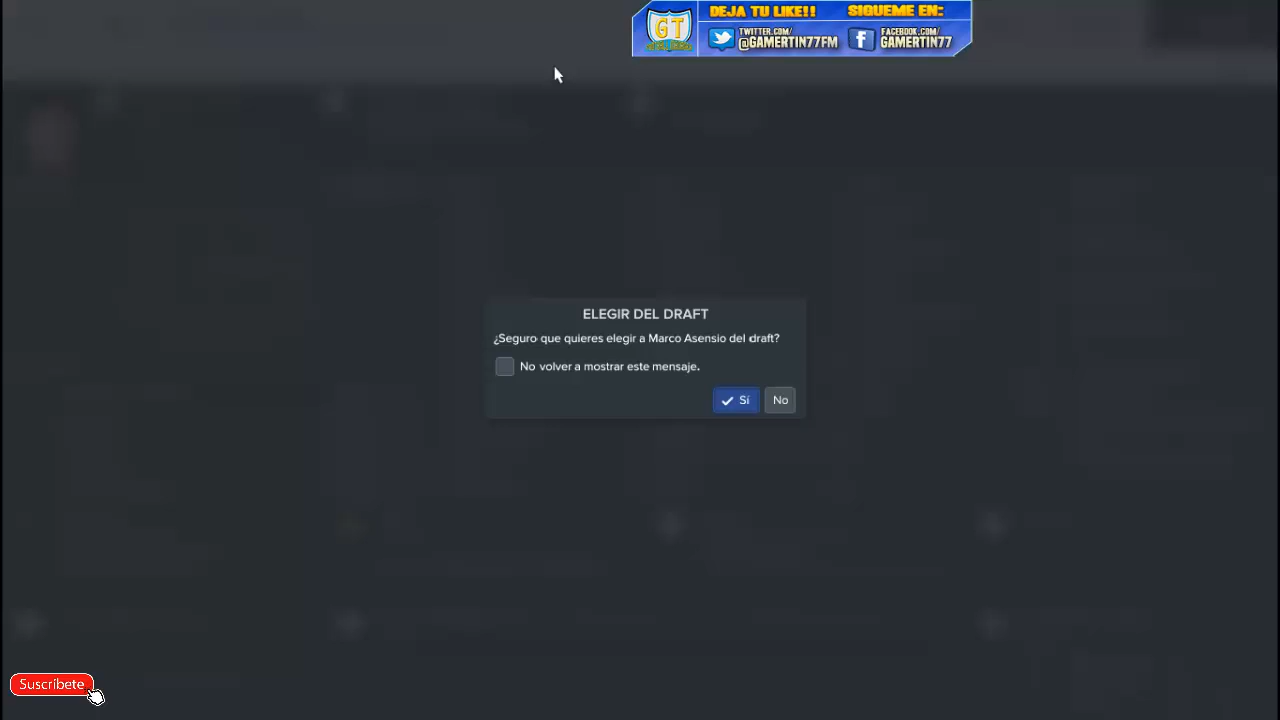 DEJA TU LIKE!! SIGUEME EN:
GT
TWITTER.COM/ FACEBOOK.COM/
@GAMERTIN77FM GAMERTIN77
ELEGIR DEL DRAFT
¿Seguro que quieres elegir a Marco Asensio del draft?
No volver a mostrar este mensaje.
Sí No
Suscríbete